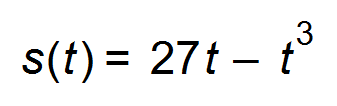 s(t) = 27t – t³